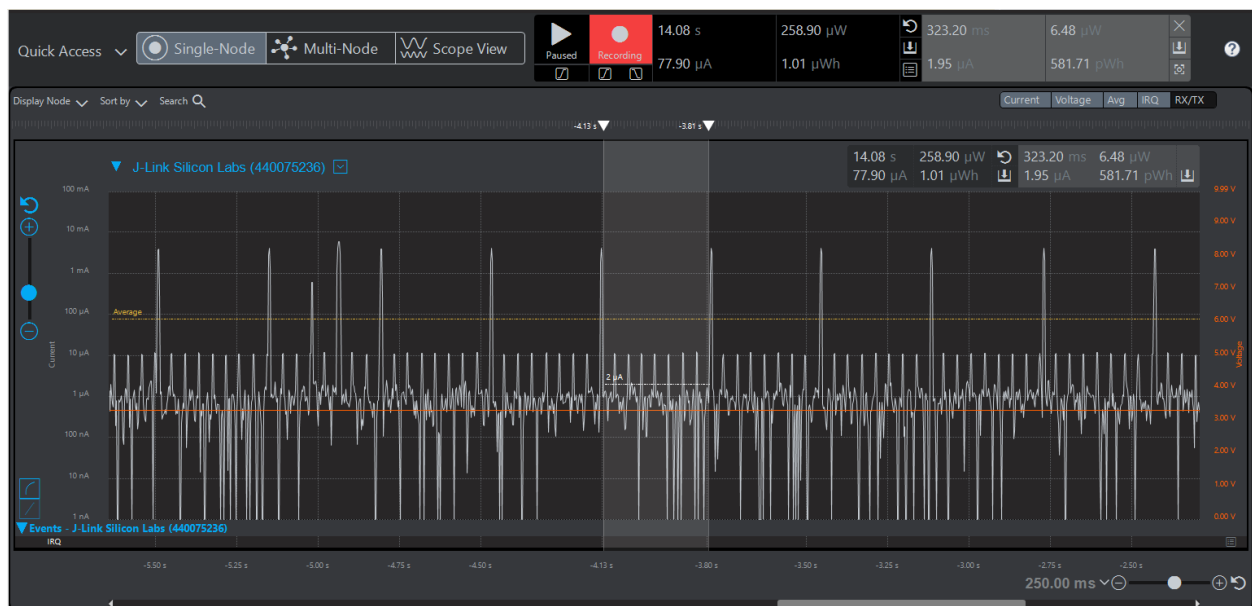 Quick Access Single-Node Multi-Node Scope View
Paused Recording
14.08 s 258.90 µW 323.20 ms 6.48 µW
77.90 µA 1.01 µWh 1.95 µA 581.71 pWh
?
Display Node Sort by Search
Current Voltage Avg IRQ RX/TX
-4.13 s -3.81 s
J-Link Silicon Labs (440075236)
14.08 s 258.90 µW 323.20 ms 6.48 µW
77.90 µA 1.01 µWh 1.95 µA 581.71 pWh
100 mA 9.99 V
9.00 V
10 mA
8.00 V
1 mA
7.00 V
100 µA Average 6.00 V
10 µA 5.00 V
Current Voltage
2 µA
1 µA 4.00 V
3.00 V
100 nA
2.00 V
10 nA
1.00 V
1 nA 0.00 V
Events - J-Link Silicon Labs (440075236)
IRQ
-5.50 s -5.25 s -5.00 s -4.75 s -4.50 s -4.13 s -3.80 s -3.50 s -3.25 s -3.00 s -2.75 s -2.50 s
250.00 ms